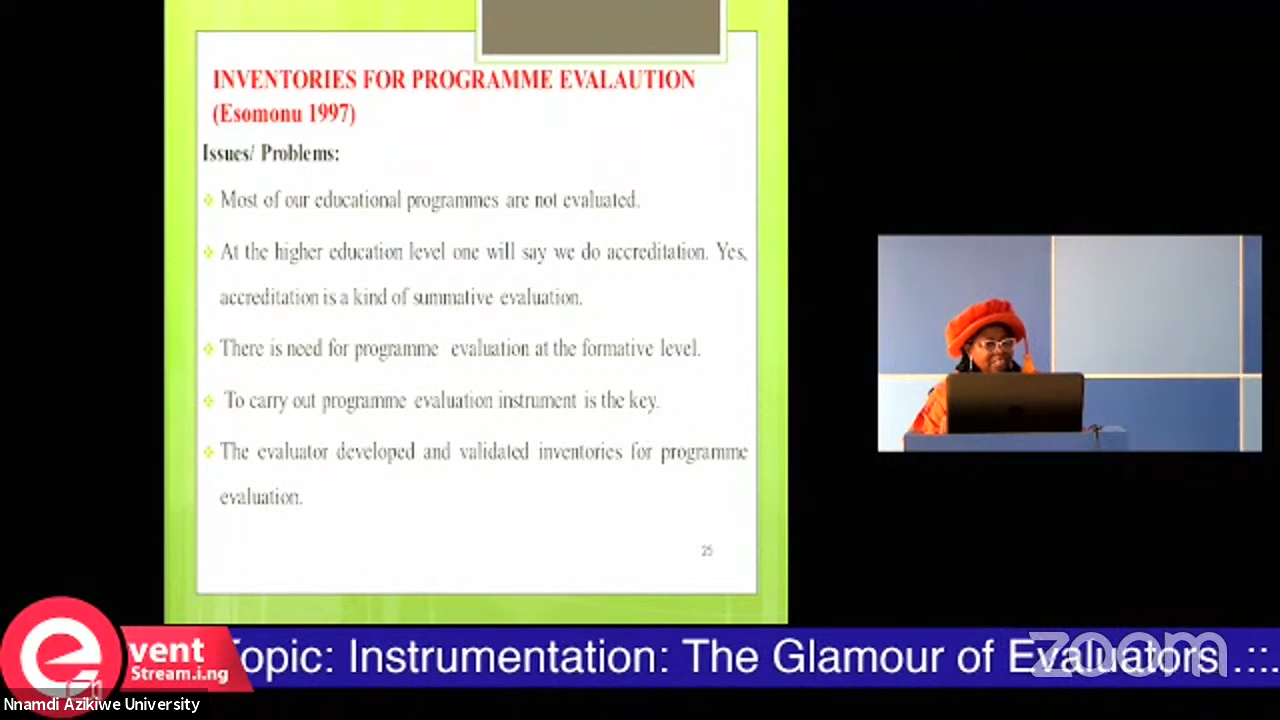 INVENTORIES FOR PROGRAMME EVALAUTION
(Esomonu 1997)
Issues/ Problems:
Most of our educational programmes are not evaluated.
At the higher education level one will say we do accreditation. Yes,
accreditation is a kind of summative evaluation.
There is need for programme evaluation at the formative level.
To carry out programme evaluation instrument is the key.
The evaluator developed and validated inventories for programme
evaluation.
25
event
Stream.i.ng
Topic: Instrumentation: The Glamour of Evaluators .::.
zoom
Nnamdi Azikiwe University